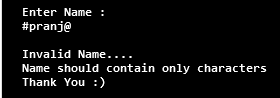 Enter Name :
#pranj@
Invalid Name....
Name should contain only characters
Thank You :)